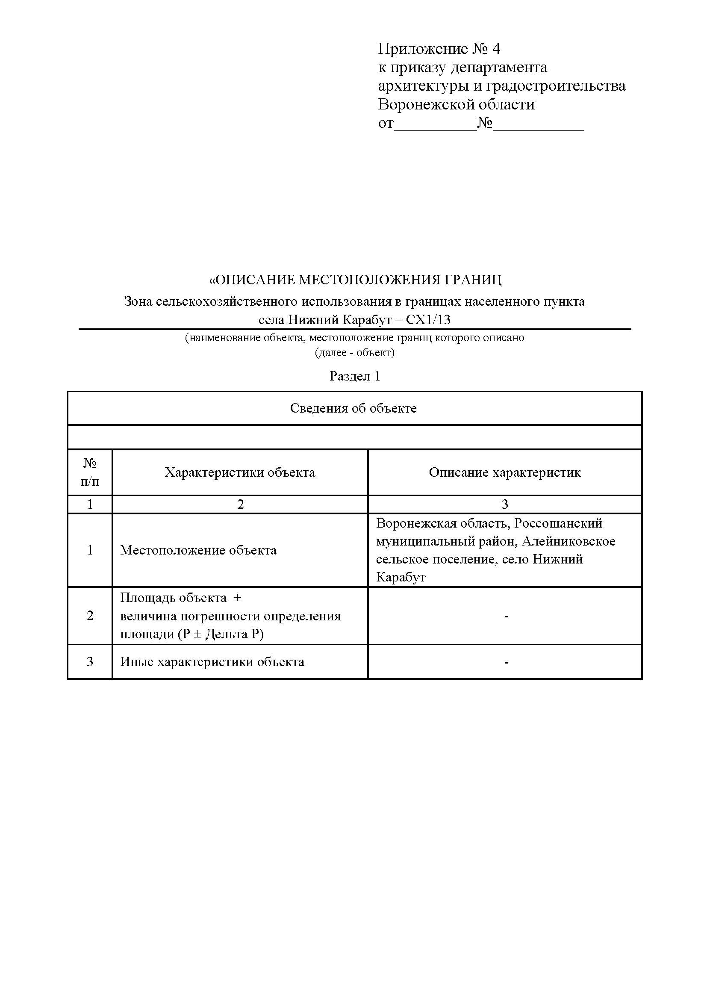 Приложение № 4
к приказу департамента
архитектуры и градостроительства
Воронежской области
от__________№___________
«ОПИСАНИЕ МЕСТОПОЛОЖЕНИЯ ГРАНИЦ
Зона сельскохозяйственного использования в границах населенного пункта
села Нижний Карабут – СХ1/13
(наименование объекта, местоположение границ которого описано
(далее - объект)
Раздел 1
Сведения об объекте
№
п/п
Характеристики объекта
Описание характеристик
1
2
3
1
Местоположение объекта
Воронежская область, Россошанский
муниципальный район, Алейниковское
сельское поселение, село Нижний
Карабут
2
Площадь объекта ±
величина погрешности определения
площади (Р ± Дельта Р)
-
3
Иные характеристики объекта
-